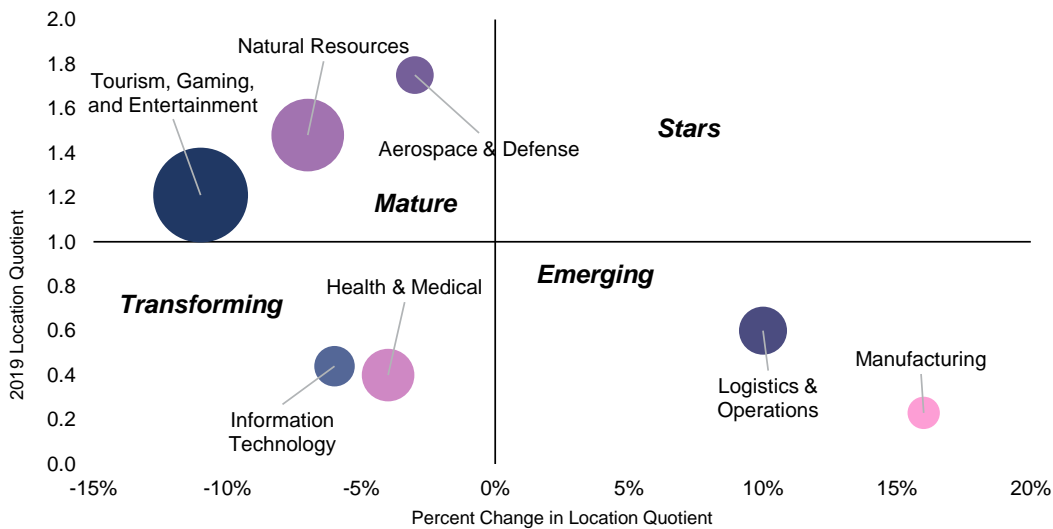 2.0
1.8
1.6
1.4
1.2
1.0
0.8
0.6
0.4
0.2
0.0
2019 Location Quotient
Natural Resources
Tourism, Gaming,
and Entertainment
Aerospace & Defense
Stars
Mature
Emerging
Transforming
Health & Medical
Information
Technology
Logistics &
Operations
Manufacturing
-15%
-10%
-5%
0%
5%
10%
15%
20%
Percent Change in Location Quotient